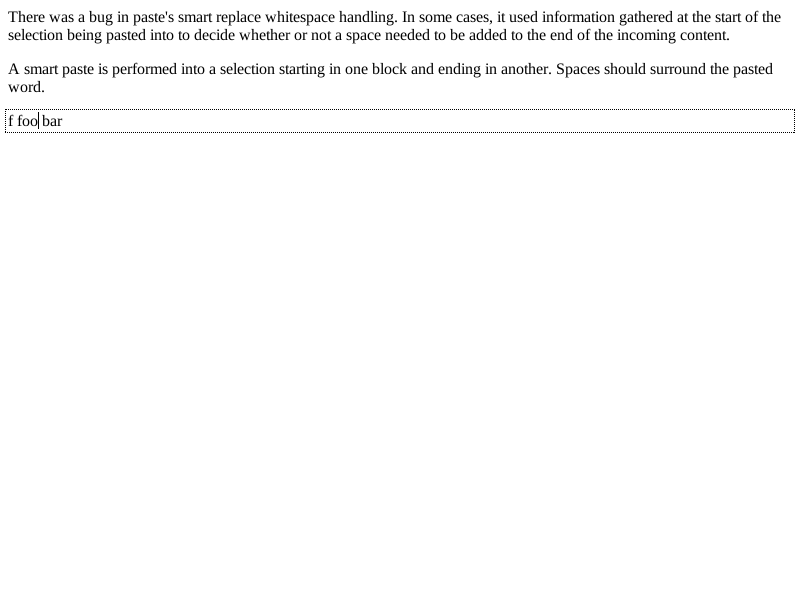 There was a bug in paste's smart replace whitespace handling. In some cases, it used information gathered at the start of the
selection being pasted into to decide whether or not a space needed to be added to the end of the incoming content.
A smart paste is performed into a selection starting in one block and ending in another. Spaces should surround the pasted
word.
f foo bar